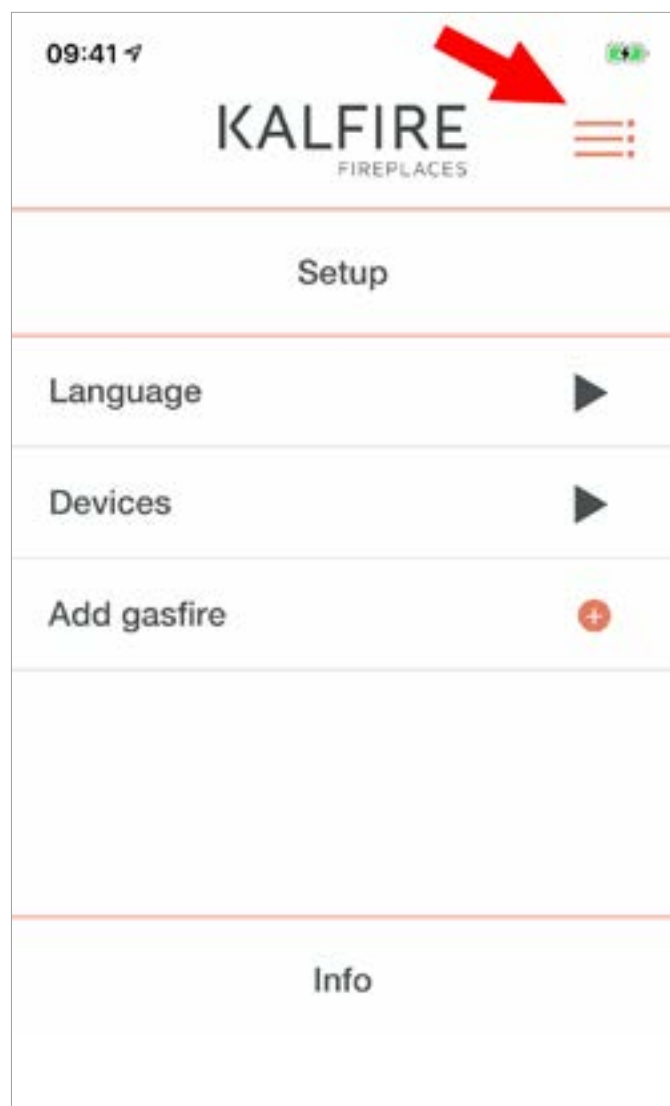 09:41
KALFIRE
FIREPLACES
Setup
Language
Devices
Add gasfire
Info